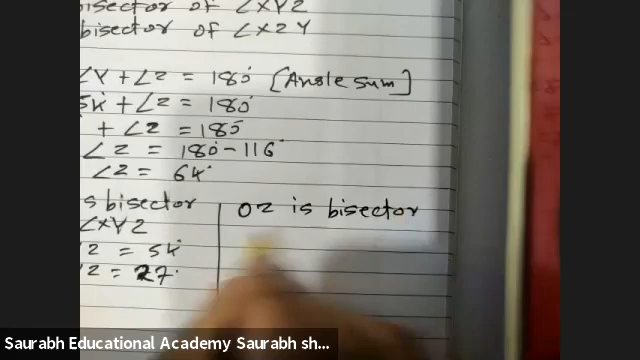 bisector of ∠XYZ
bisector of ∠XZY
∠Y + ∠Z = 180° [Angle sum]
54° + ∠Z = 180°
+ ∠Z = 180°
∠Z = 180° - 116°
∠Z = 64°
s bisector
∠XYZ
Z = 54°
Z = 27°
OZ is bisector
Saurabh Educational Academy Saurabh sh...